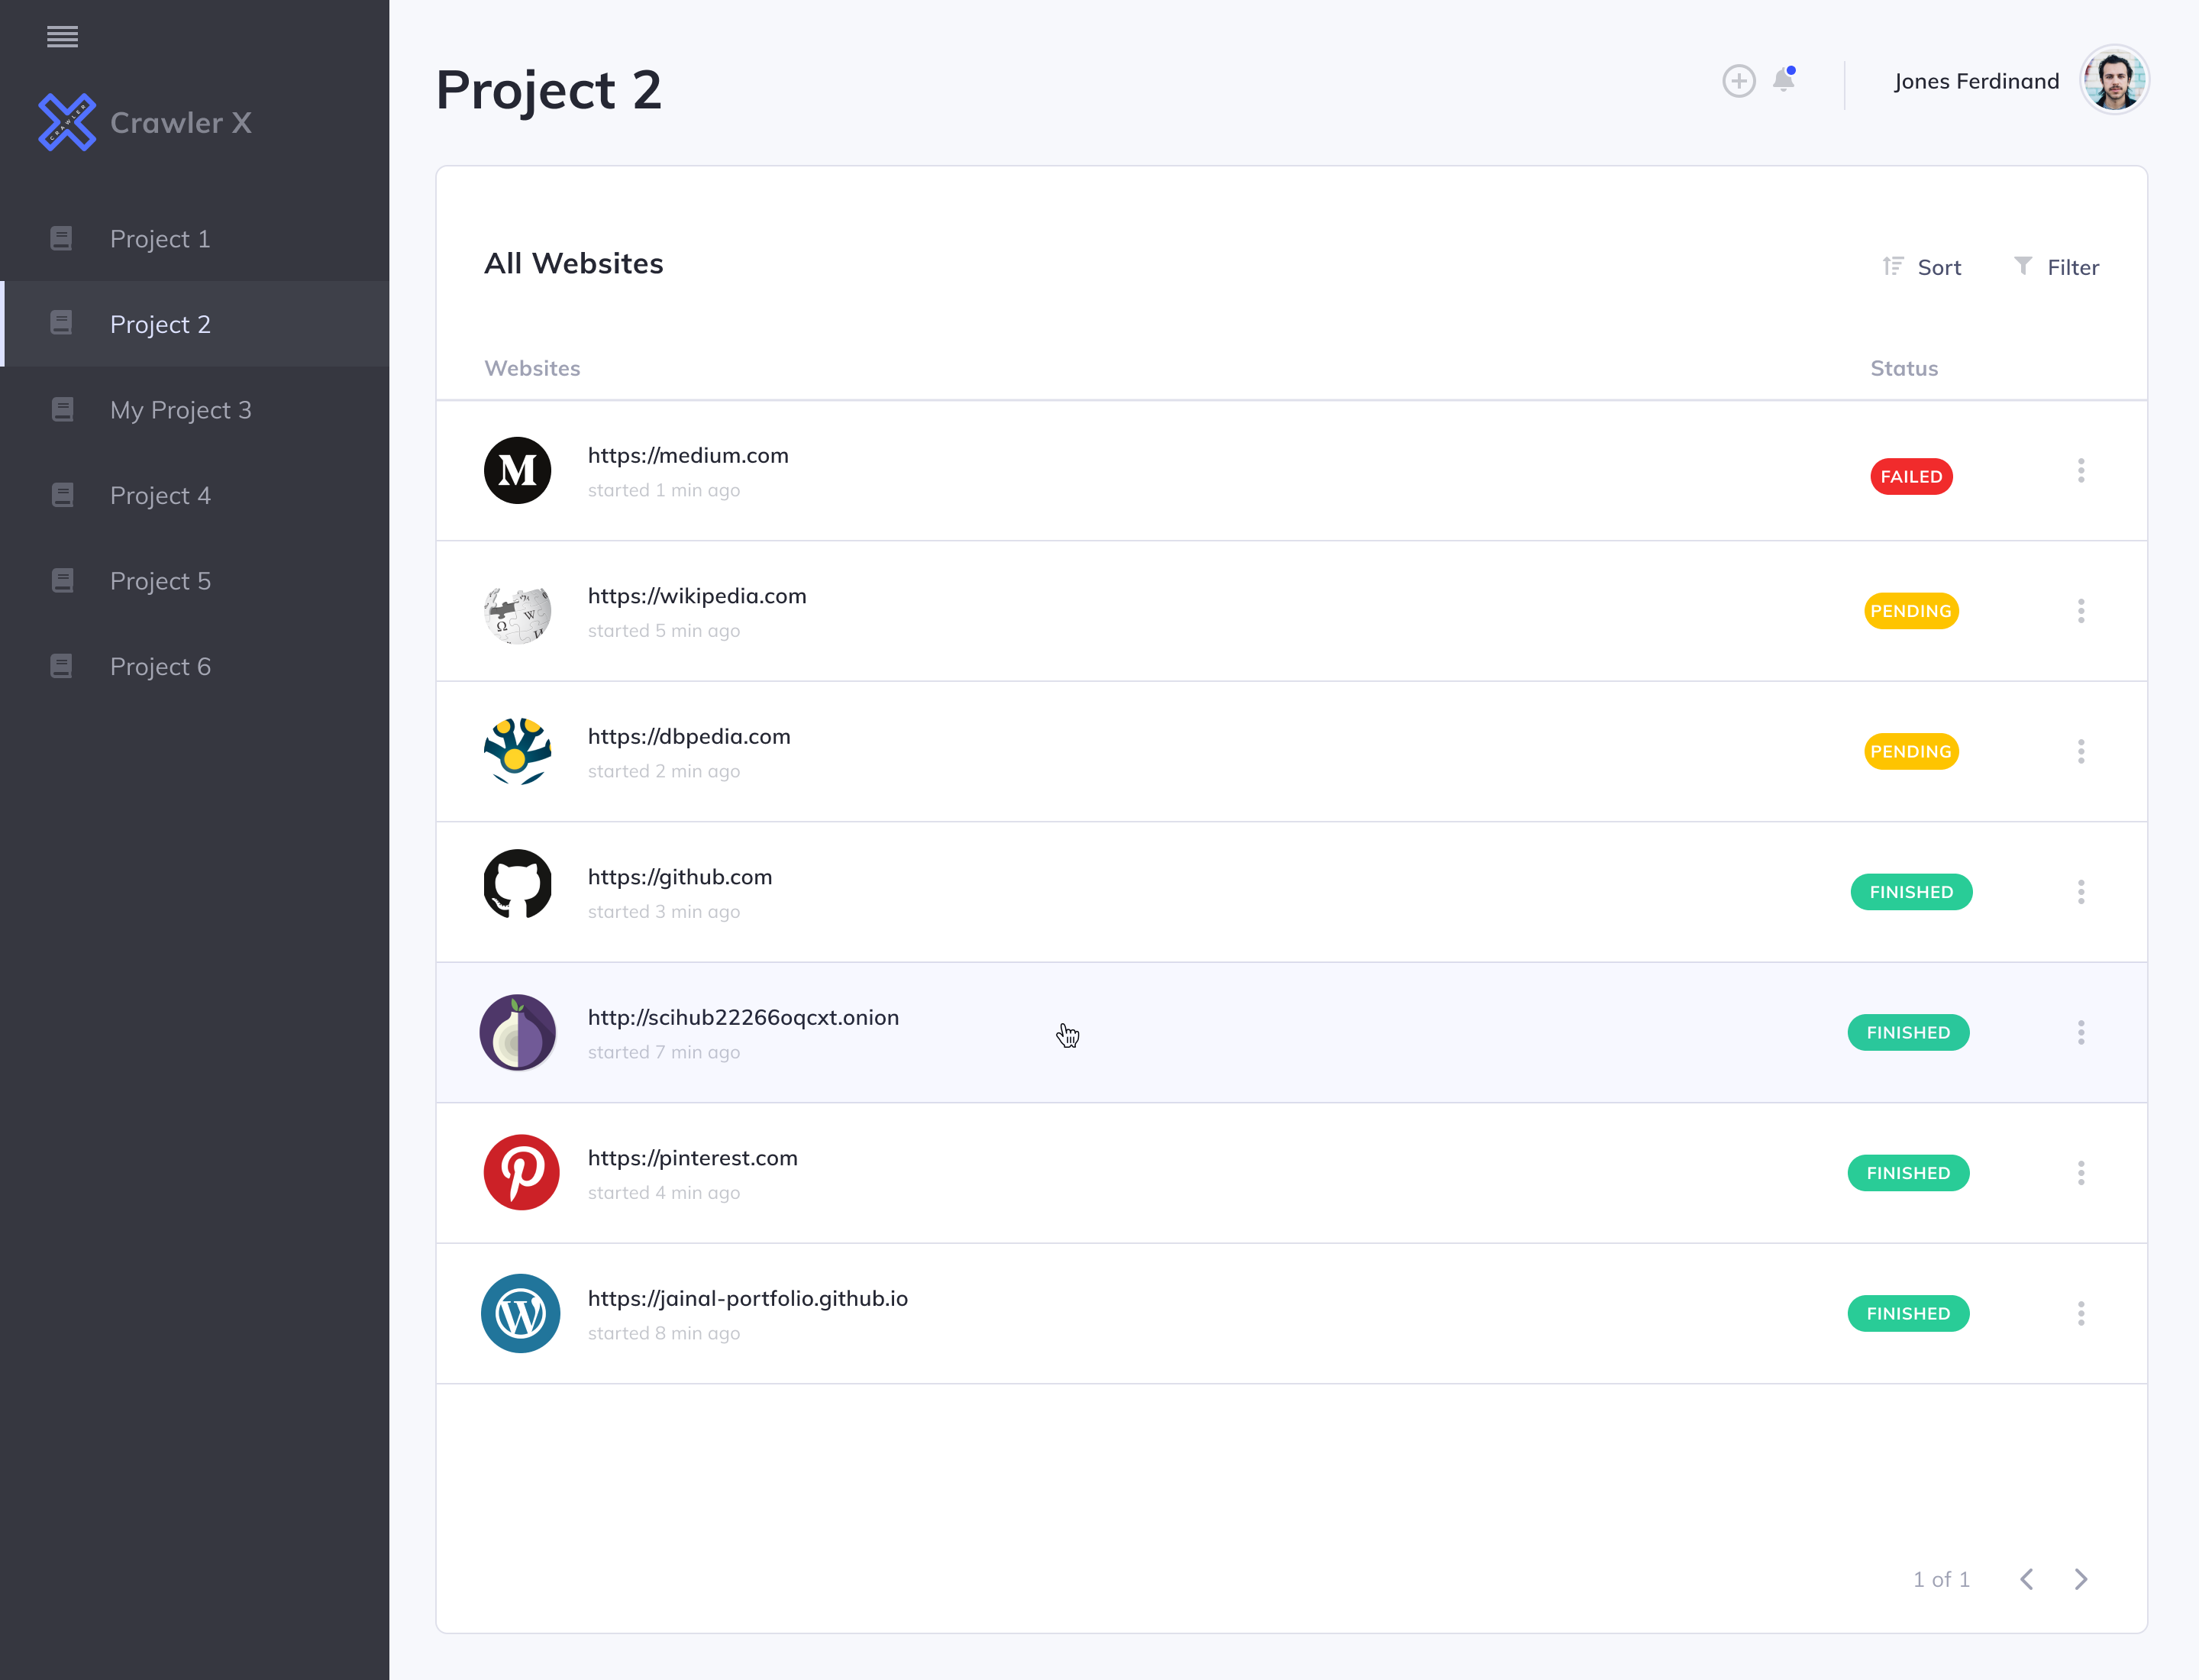 Project 2
Jones Ferdinand
CRAWLER
Crawler X
Project 1
Project 2
My Project 3
Project 4
Project 5
Project 6
All Websites
Sort
Filter
Websites
Status
M
https://medium.com
started 1 min ago
FAILED
https://wikipedia.com
started 5 min ago
PENDING
Ω
W
https://dbpedia.com
started 2 min ago
PENDING
https://github.com
started 3 min ago
FINISHED
http://scihub22266oqcxt.onion
started 7 min ago
FINISHED
https://pinterest.com
started 4 min ago
FINISHED
W
https://jainal-portfolio.github.io
started 8 min ago
FINISHED
1 of 1